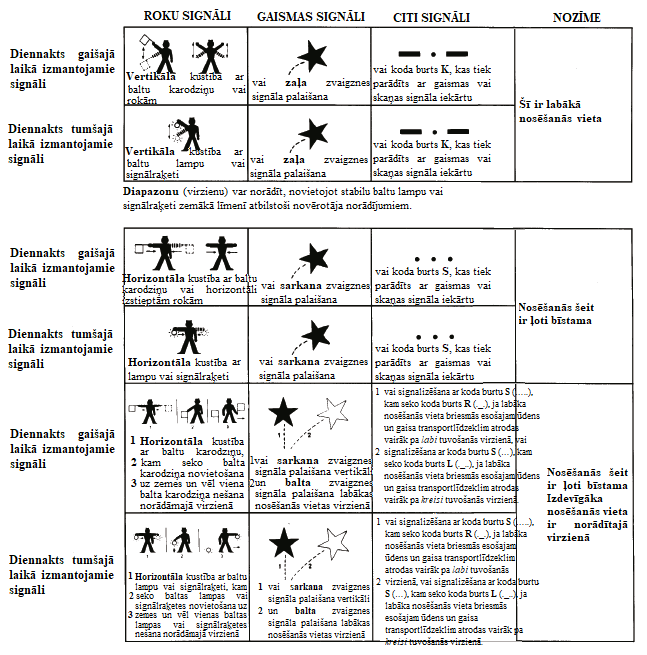 ROKU SIGNĀLI GAISMAS SIGNĀLI CITI SIGNĀLI NOZĪME
Diennakts gaišajā
laikā izmantojamie
signāli
Vertikāla kustība ar
baltu karodziņu vai
rokām
vai zaļa zvaigznes
signāla palaišana
vai koda burts K, kas tiek
parādīts ar gaismas vai
skaņas signāla iekārtu
Šī ir labākā
nosēšanās vieta
Diennakts tumšajā
laikā izmantojamie
signāli
Vertikāla kustība ar
baltu lampu vai
signālraķeti
vai zaļa zvaigznes
signāla palaišana
vai koda burts K, kas tiek
parādīts ar gaismas vai
skaņas signāla iekārtu
Diapazonu (virzienu) var norādīt, novietojot stabilu baltu lampu vai
signālraķeti zemākā līmenī atbilstoši novērotāja norādījumiem.
Diennakts gaišajā
laikā izmantojamie
signāli
Horizontāla kustība ar baltu
karodziņu vai horizontāli
izstieptām rokām
vai sarkana zvaigznes
signāla palaišana
vai koda burts S, kas tiek
parādīts ar gaismas vai
skaņas signāla iekārtu
Nosēšanās šeit
ir ļoti bīstama
Diennakts tumšajā
laikā izmantojamie
signāli
Horizontāla kustība ar
lampu vai signālraķeti
vai sarkana zvaigznes
signāla palaišana
vai koda burts S, kas tiek
parādīts ar gaismas vai
skaņas signāla iekārtu
Diennakts gaišajā
laikā izmantojamie
signāli
1 2 3
1 Horizontāla kustība
ar baltu karodziņu,
2 kam seko balta
karodziņa novietošana
3 uz zemes un vēl viena
balta karodziņa nešana
norādāmajā virzienā
1 2
1vai sarkana zvaigznes
signāla palaišana vertikāli
2un balta zvaigznes
signāla palaišana labākas
nosēšanās vietas virzienā
1 vai signalizēšana ar koda burtu S (…..),
kam seko koda burts R (._.), ja labāka
nosēšanās vieta briesmās esošajam ūdens
un gaisa transportlīdzeklim atrodas
vairāk pa labi tuvošanās virzienā, vai
2 signalizēšana ar koda burtu S (…), kam
seko koda burts L (._..), ja labāka
nosēšanās vieta briesmās esošajam ūdens
un gaisa transportlīdzeklim atrodas
vairāk pa kreisi tuvošanās virzienā
Nosēšanās šeit
ir ļoti bīstama
Izdevīgāka
nosēšanās vieta
ir norādītajā
virzienā
Diennakts tumšajā
laikā izmantojamie
signāli
1 2 3
1 Horizontāla kustība ar baltu
lampu vai signālraķeti, kam
2 seko baltas lampas vai
signālraķetes novietošana uz
3 zemes un vēl vienas baltas
lampas vai signālraķetes
nešana norādāmajā virzienā
1 2
1 vai sarkana zvaigznes
signāla palaišana vertikāli
2 un balta zvaigznes
signāla palaišana labākas
nosēšanās vietas virzienā
1 vai signalizēšana ar koda burtu S (…..),
kam seko koda burts R (._.), ja labāka
nosēšanās vieta briesmās esošajam
ūdens un gaisa transportlīdzeklim
atrodas vairāk pa labi tuvošanās
2 virzienā, vai signalizēšana ar koda burtu
S (…), kam seko koda burts L (._..), ja
labāka nosēšanās vieta briesmās
esošajam ūdens un gaisa
transportlīdzeklim atrodas vairāk pa
kreisi tuvošanās virzienā.